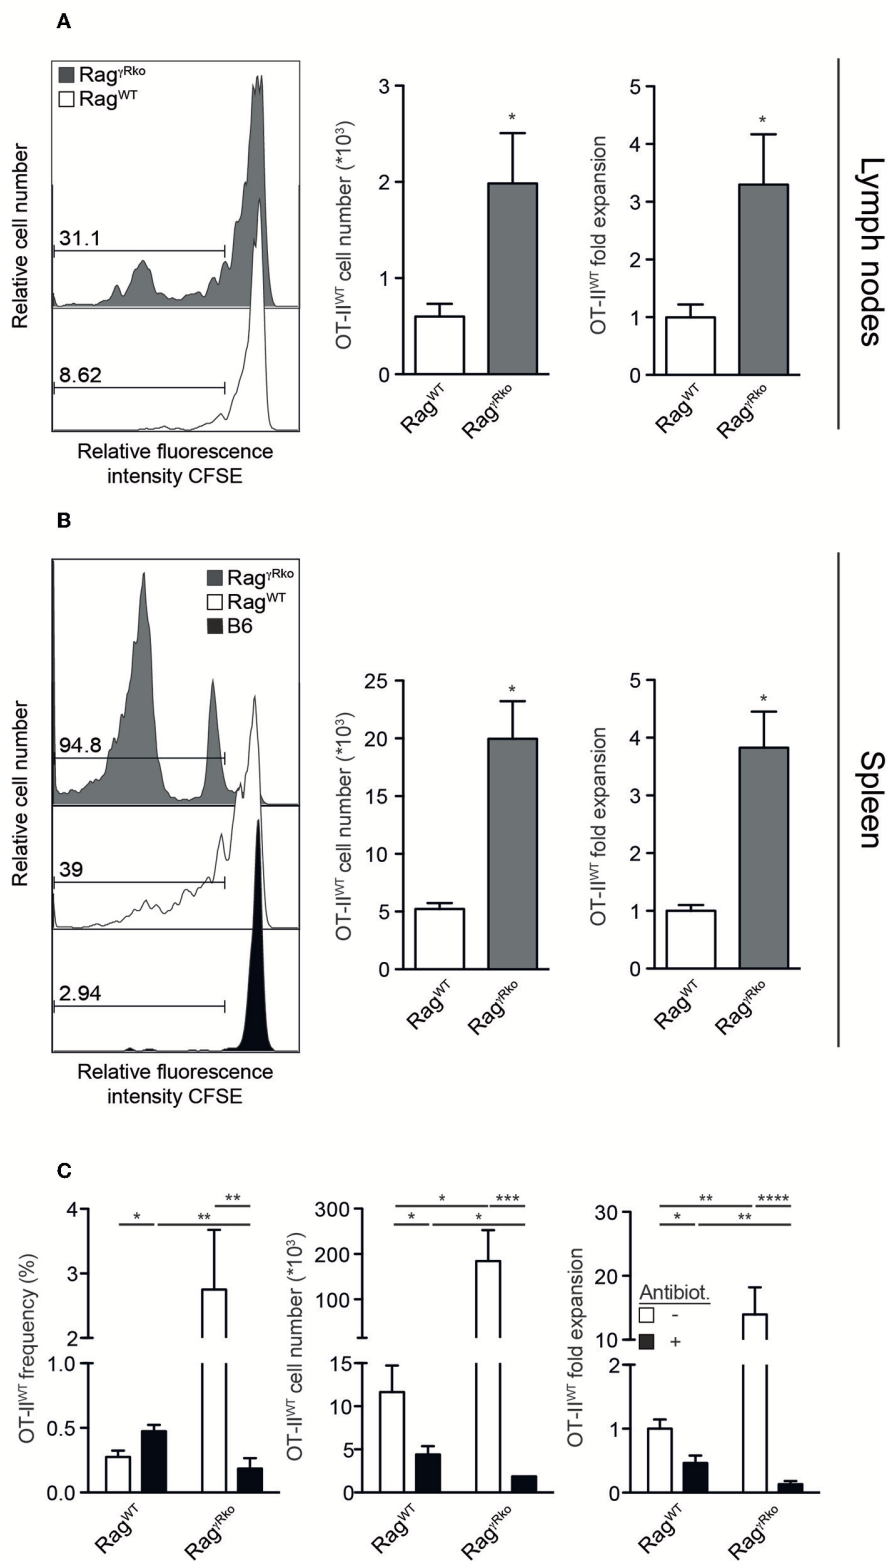 A
Rag^γRko
Rag^WT
31.1
8.62
Relative cell number
Relative fluorescence
intensity CFSE
OT-II^WT cell number (*10³)
3
2
1
0
*
Rag^WT
Rag^γRko
OT-II^WT fold expansion
5
4
3
2
1
0
*
Rag^WT
Rag^γRko
Lymph nodes
B
Rag^γRko
Rag^WT
B6
94.8
39
2.94
Relative cell number
Relative fluorescence
intensity CFSE
OT-II^WT cell number (*10³)
25
20
15
10
5
0
*
Rag^WT
Rag^γRko
OT-II^WT fold expansion
5
4
3
2
1
0
*
Rag^WT
Rag^γRko
Spleen
C
OT-II^WT frequency (%)
4
3
2
1.0
0.5
0.0
**
* **
Rag^WT
Rag^γRko
OT-II^WT cell number (*10³)
300
200
100
15
10
5
0
* ***
* *
Rag^WT
Rag^γRko
OT-II^WT fold expansion
30
20
10
2
1
0
** ****
* **
Antibiot.
-
+
Rag^WT
Rag^γRko